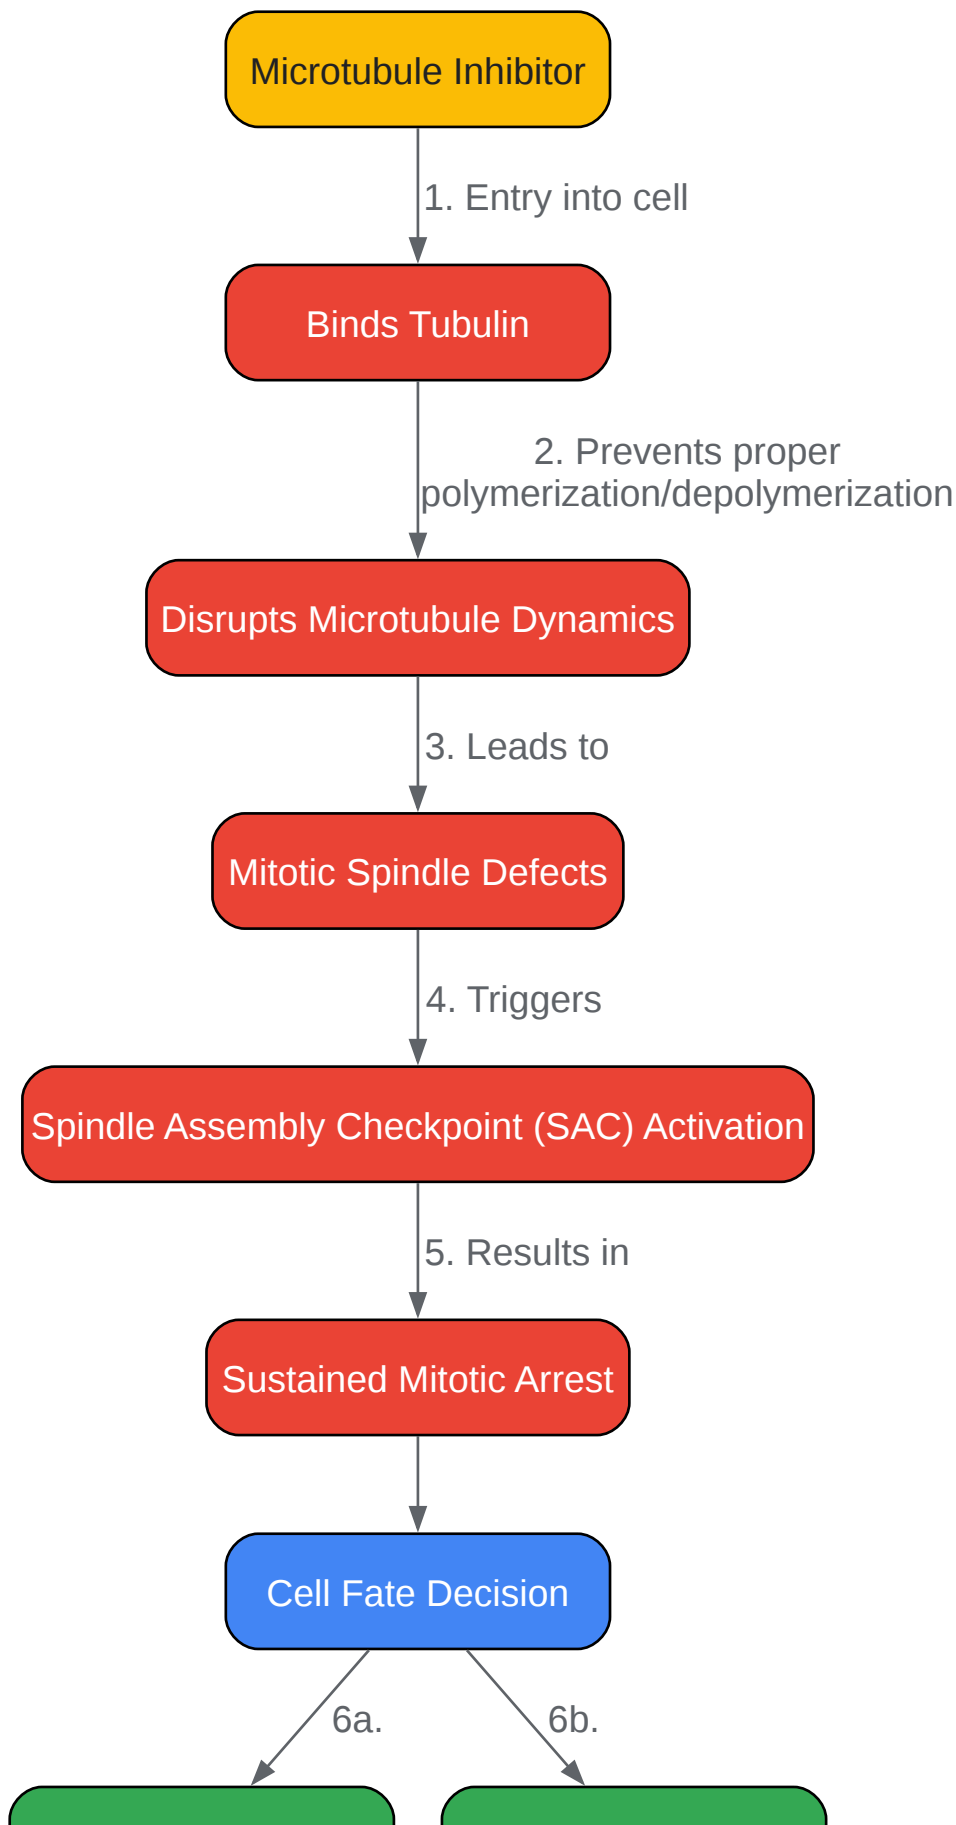 Microtubule Inhibitor
1. Entry into cell
Binds Tubulin
2. Prevents proper
polymerization/depolymerization
Disrupts Microtubule Dynamics
3. Leads to
Mitotic Spindle Defects
4. Triggers
Spindle Assembly Checkpoint (SAC) Activation
5. Results in
Sustained Mitotic Arrest
Cell Fate Decision
6a.
6b.